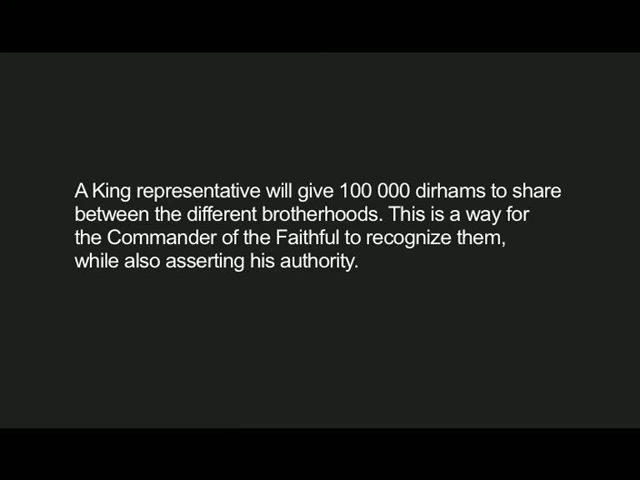 A King representative will give 100 000 dirhams to share
between the different brotherhoods. This is a way for
the Commander of the Faithful to recognize them,
while also asserting his authority.